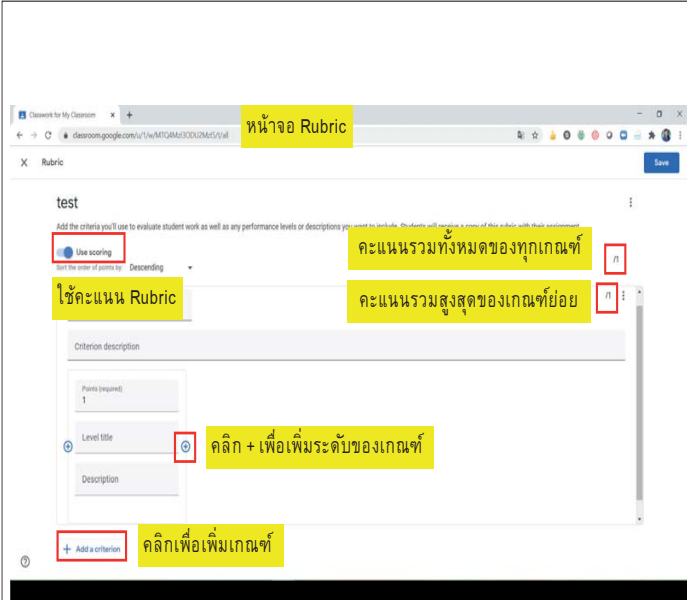 Classwork for My Classroom × +
หน้าจอ Rubric
classroom.google.com/u/1/w/MTQ4MzI3ODU2MzI5/t/all
× Rubric Save
test
Add the criteria you'll use to evaluate student work as well as any performance levels or descriptions you want to include. Students will receive a copy of this rubric with their assignment.
Use scoring
คะแนนรวมทั้งหมดของทุกเกณฑ์ /1
Sort the order of points by: Descending
ใช้คะแนน Rubric
คะแนนรวมสูงสุดของเกณฑ์ย่อย /1
Criterion description
Points (required)
1
Level title
คลิก + เพื่อเพิ่มระดับของเกณฑ์
Description
+ Add a criterion
คลิกเพื่อเพิ่มเกณฑ์